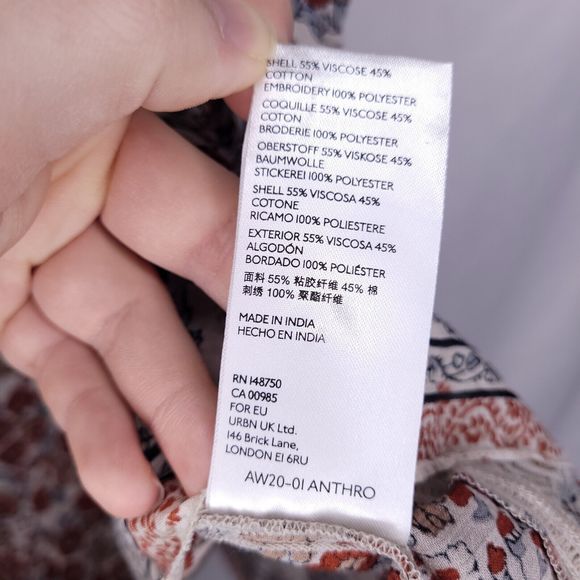 SHELL 55% VISCOSE 45%
COTTON
EMBROIDERY 100% POLYESTER
COQUILLE 55% VISCOSE 45%
COTON
BRODERIE 100% POLYESTER
OBERSTOFF 55% VISKOSE 45%
BAUMWOLLE
STICKEREI 100% POLYESTER
SHELL 55% VISCOSA 45%
COTONE
RICAMO 100% POLIESTERE
EXTERIOR 55% VISCOSA 45%
ALGODÓN
BORDADO 100% POLIÉSTER
面料 55% 粘胶纤维 45% 棉
刺绣 100% 聚酯纤维
MADE IN INDIA
HECHO EN INDIA
RN 148750
CA 00985
FOR EU
URBN UK Ltd.
146 Brick Lane,
LONDON E1 6RU
AW20-01 ANTHRO